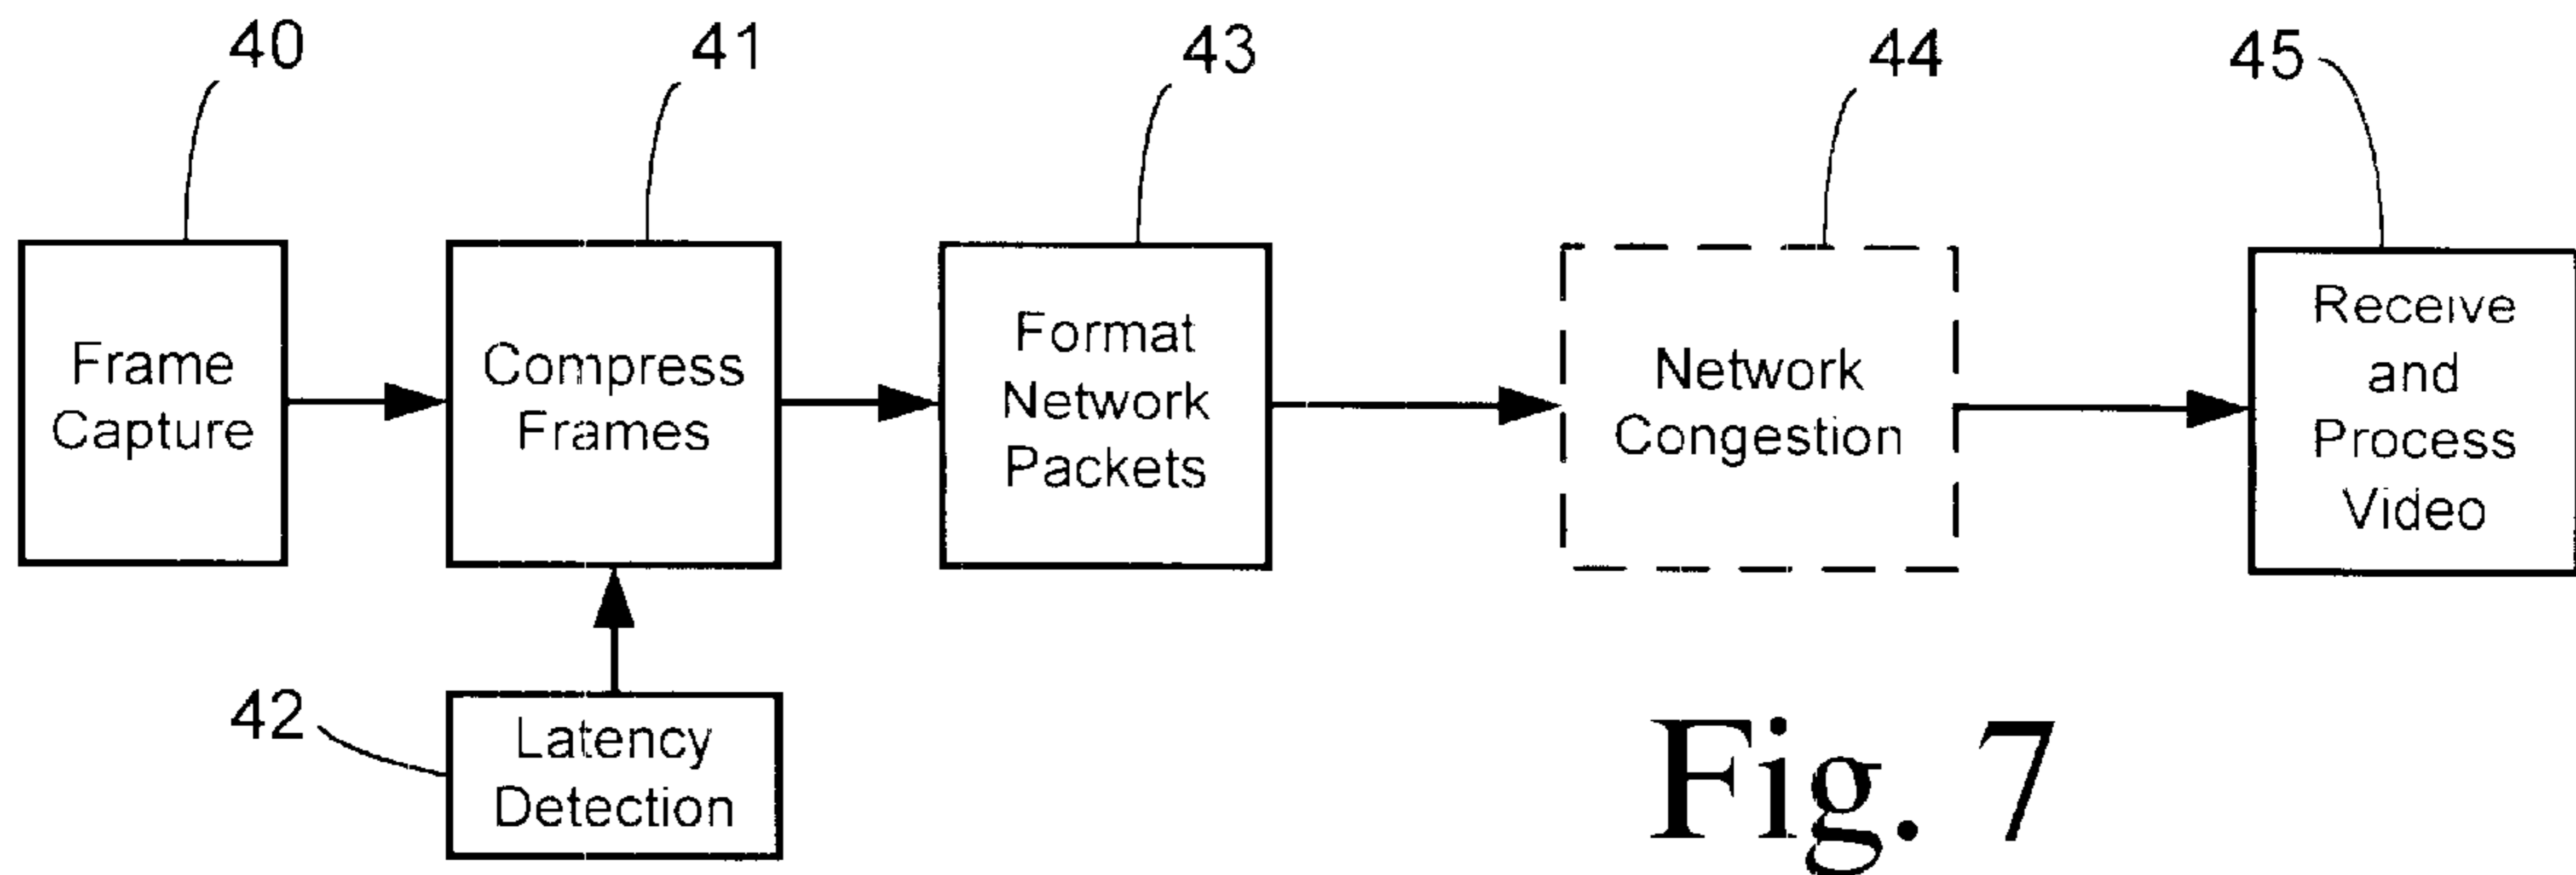 40
41
43
44
45
Frame
Capture
Compress
Frames
Format
Network
Packets
Network
Congestion
Receive
and
Process
Video
42
Latency
Detection
Fig. 7